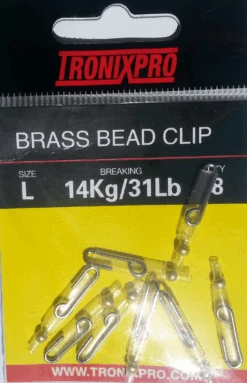 TRONIXPRO
BRASS BEAD CLIP
SIZE BREAKING
L 14Kg/31Lb 8
WWW.TRONIXPRO.COM